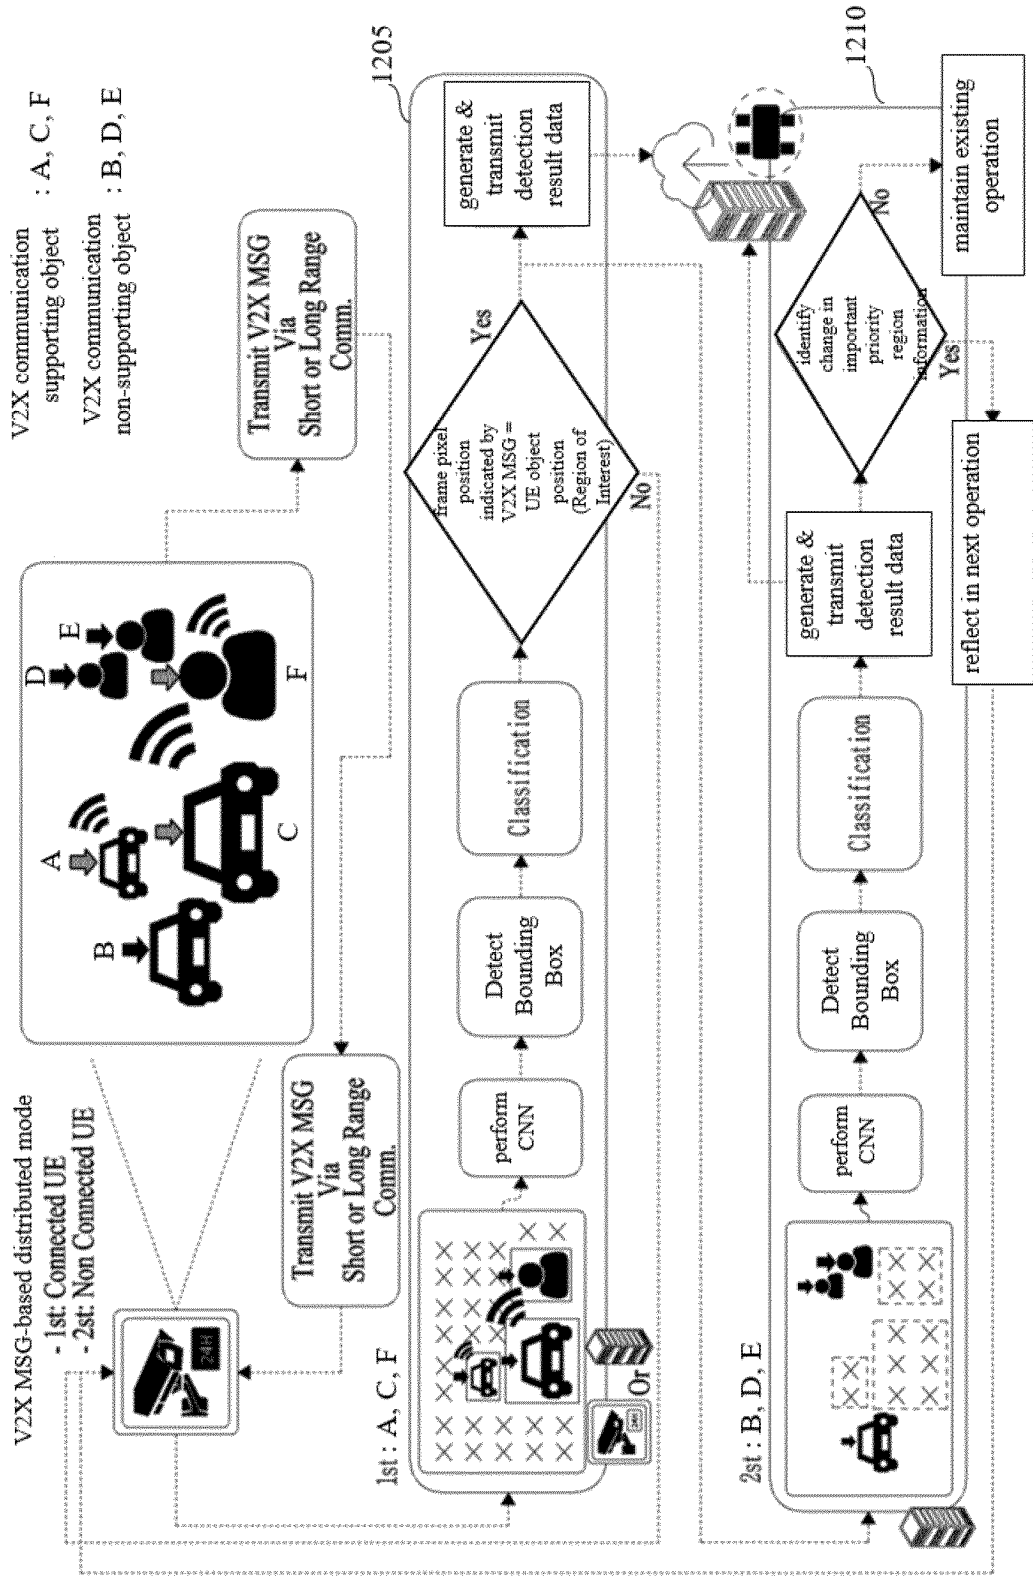 V2X MSG-based distributed mode
- 1st: Connected UE
- 2st: Non Connected UE
V2X communication
supporting object
: A, C, F
V2X communication
non-supporting object
: B, D, E
A
B
C
D
E
F
24H
Transmit V2X MSG
Via
Short or Long Range
Comm.
Transmit V2X MSG
Via
Short or Long Range
Comm.
1205
1st : A, C, F
Or
perform
CNN
Detect
Bounding
Box
Classification
frame pixel
position
indicated by
V2X MSG =
UE object
position
(Region of
Interest)
Yes
No
generate &
transmit
detection
result data
1210
2st : B, D, E
perform
CNN
Detect
Bounding
Box
Classification
generate &
transmit
detection
result data
identify
change in
important
priority
region
information
No
Yes
maintain existing
operation
reflect in next operation